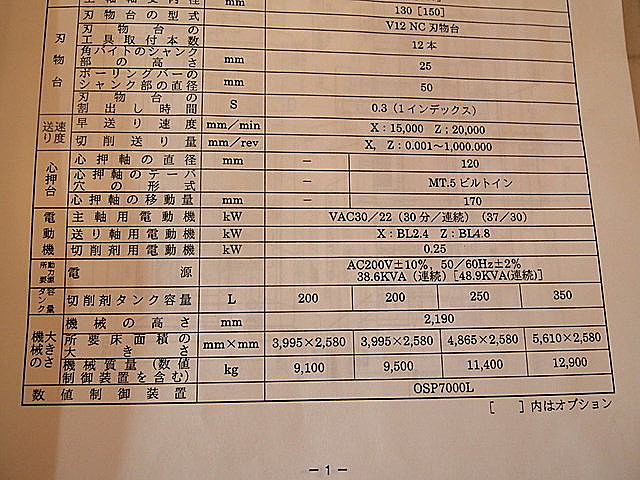 130 [150]
刃物台
刃物台の型式 V12 NC 刃物台
刃物台の工具取付本数 12本
角バイトのシャンク部の高さ mm 25
ボーリングバーのシャンク部の直径 mm 50
刃物台の割出し時間 S 0.3 (1インデックス)
送り速度
早送り速度 mm/min X:15,000 Z;20,000
切削送り量 mm/rev X, Z:0.001~1,000.000
心押台
心押軸の直径 mm − 120
心押軸のテーパ穴の形式 − MT.5 ビルトイン
心押軸の移動量 mm − 170
電動機
主軸用電動機 kW VAC30/22 (30分/連続) (37/30)
送り軸用電動機 kW X:BL2.4 Z:BL4.8
切削剤用電動機 kW 0.25
所要動力源
電源 AC200V±10%, 50/60Hz±2%
38.6KVA (連続) [48.9KVA(連続)]
タンク容量
切削剤タンク容量 L 200 200 250 350
機械の大きさ
機械の高さ mm 2,190
所要床面積の大きさ mm×mm 3,995×2,580 3,995×2,580 4,865×2,580 5,610×2,580
機械質量(数値制御装置を含む) kg 9,100 9,500 11,400 12,900
数値制御装置 OSP7000L
[ ]内はオプション
−1−